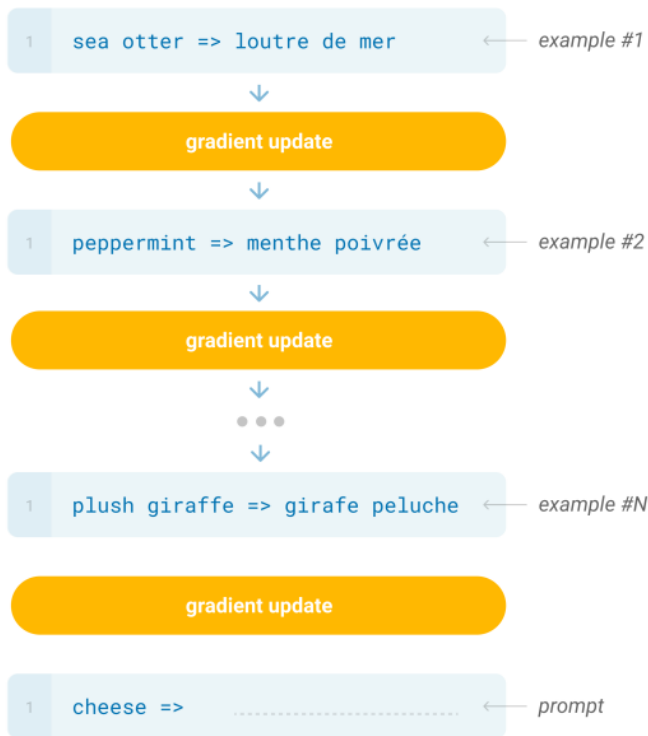 1 sea otter => loutre de mer example #1
gradient update
1 peppermint => menthe poivrée example #2
gradient update
1 plush giraffe => girafe peluche example #N
gradient update
1 cheese => prompt